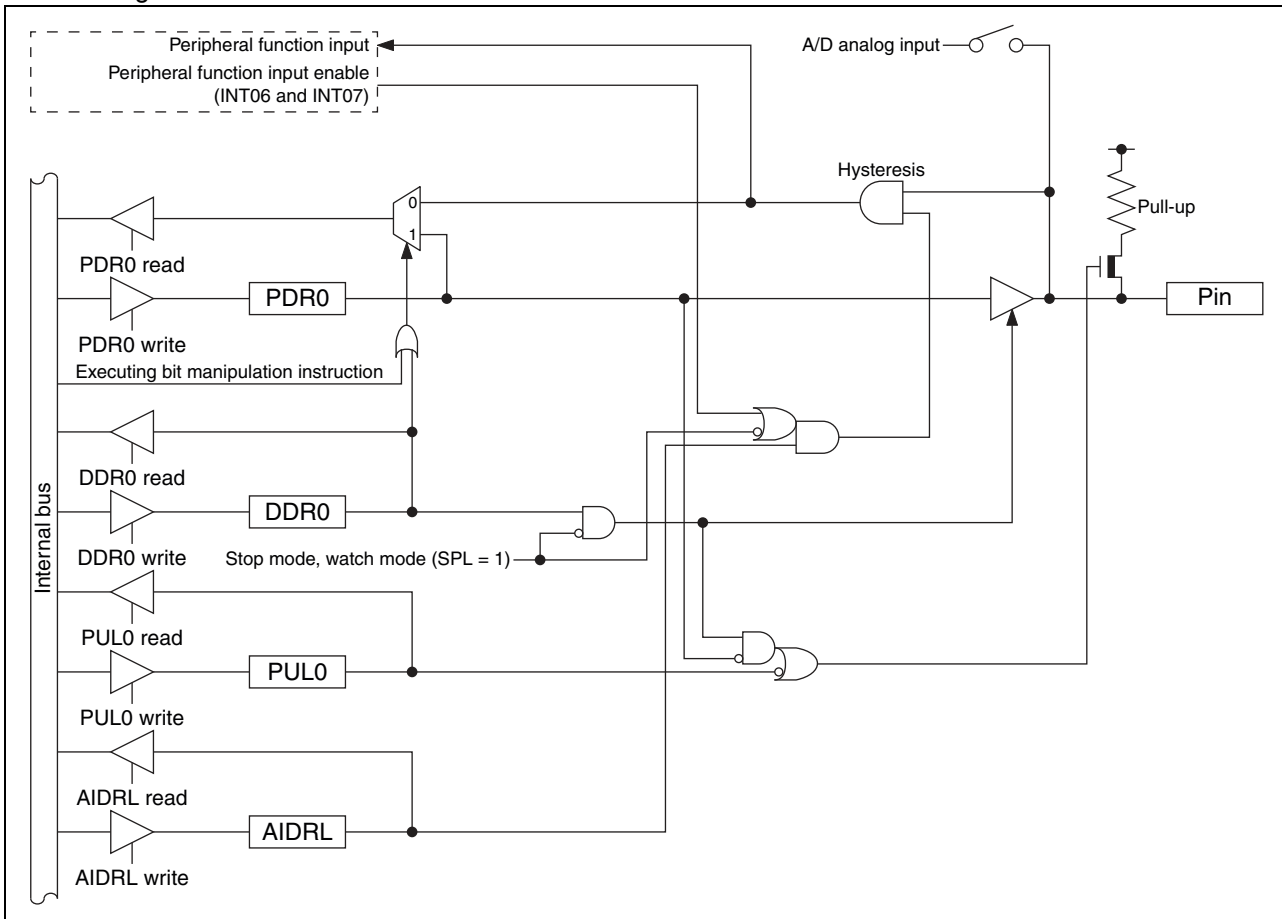 Peripheral function input
A/D analog input
Peripheral function input enable
(INT06 and INT07)
Hysteresis
0
Pull-up
1
PDR0 read
PDR0
Pin
PDR0 write
Executing bit manipulation instruction
DDR0 read
DDR0
Internal bus
DDR0 write
Stop mode, watch mode (SPL = 1)
PUL0 read
PUL0
PUL0 write
AIDRL read
AIDRL
AIDRL write